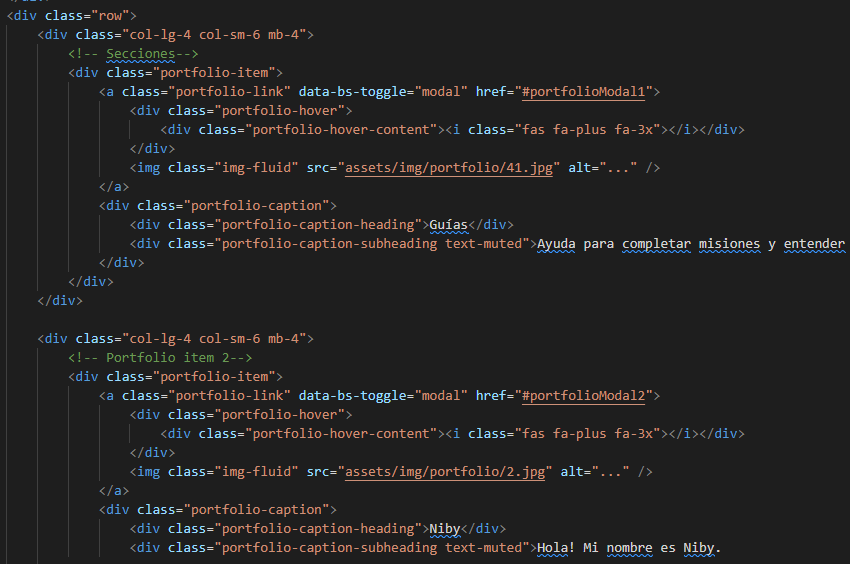 <div class="row">
<div class="col-lg-4 col-sm-6 mb-4">
<!-- Secciones-->
<div class="portfolio-item">
<a class="portfolio-link" data-bs-toggle="modal" href="#portfolioModal1">
<div class="portfolio-hover">
<div class="portfolio-hover-content"><i class="fas fa-plus fa-3x"></i></div>
</div>
<img class="img-fluid" src="assets/img/portfolio/41.jpg" alt="..." />
</a>
<div class="portfolio-caption">
<div class="portfolio-caption-heading">Guías</div>
<div class="portfolio-caption-subheading text-muted">Ayuda para completar misiones y entender
</div>
</div>
</div>
<div class="col-lg-4 col-sm-6 mb-4">
<!-- Portfolio item 2-->
<div class="portfolio-item">
<a class="portfolio-link" data-bs-toggle="modal" href="#portfolioModal2">
<div class="portfolio-hover">
<div class="portfolio-hover-content"><i class="fas fa-plus fa-3x"></i></div>
</div>
<img class="img-fluid" src="assets/img/portfolio/2.jpg" alt="..." />
</a>
<div class="portfolio-caption">
<div class="portfolio-caption-heading">Niby</div>
<div class="portfolio-caption-subheading text-muted">Hola! Mi nombre es Niby.